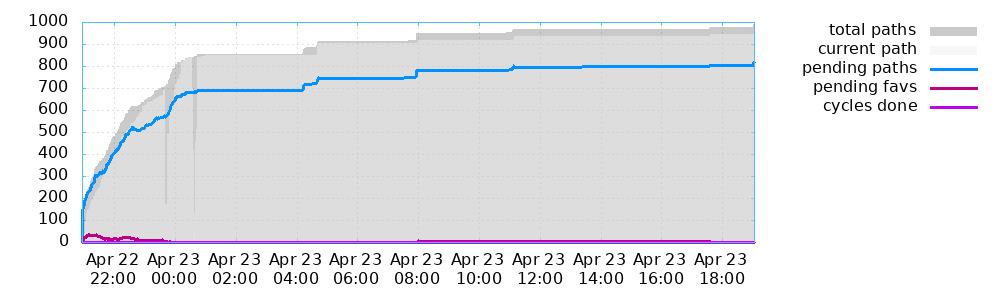 1000
900
800
700
600
500
400
300
200
100
0
Apr 22 Apr 23 Apr 23 Apr 23 Apr 23 Apr 23 Apr 23 Apr 23 Apr 23 Apr 23 Apr 23
22:00 00:00 02:00 04:00 06:00 08:00 10:00 12:00 14:00 16:00 18:00
total paths
current path
pending paths
pending favs
cycles done